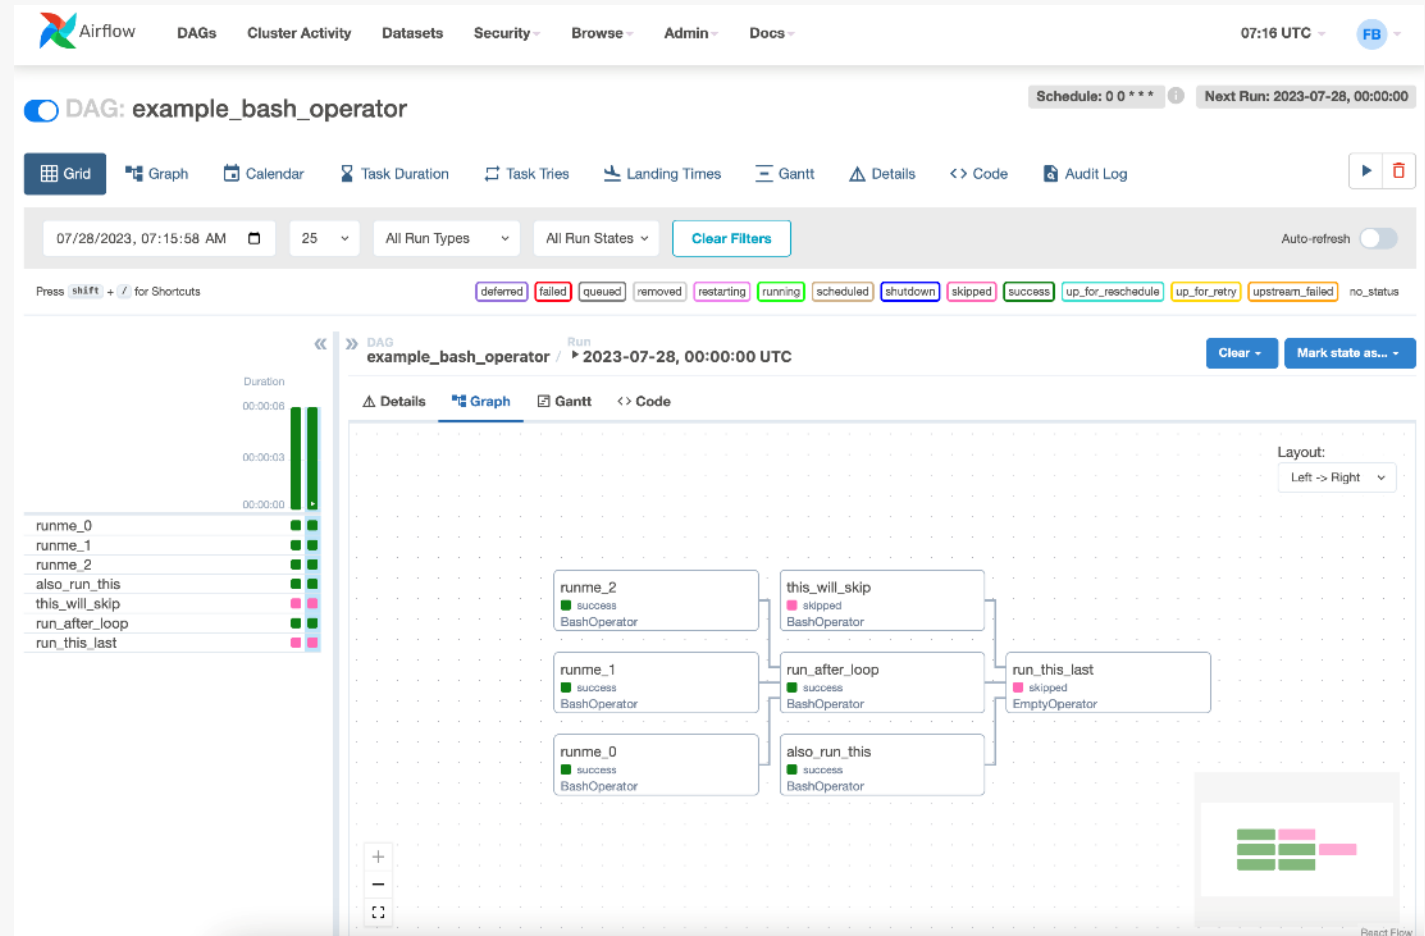 Airflow DAGs Cluster Activity Datasets Security Browse Admin Docs 07:16 UTC FB
DAG: example_bash_operator
Schedule: 0 0 * * * i Next Run: 2023-07-28, 00:00:00
Grid Graph Calendar Task Duration Task Tries Landing Times Gantt Details Code Audit Log
07/28/2023, 07:15:58 AM 25 All Run Types All Run States Clear Filters Auto-refresh
Press shift + / for Shortcuts deferred failed queued removed restarting running scheduled shutdown skipped success up_for_reschedule up_for_retry upstream_failed no_status
Duration
00:00:06
00:00:03
00:00:00
runme_0
runme_1
runme_2
also_run_this
this_will_skip
run_after_loop
run_this_last
DAG Run
example_bash_operator / 2023-07-28, 00:00:00 UTC
Clear Mark state as...
Details Graph Gantt Code
Layout:
Left -> Right
runme_2
success
BashOperator
this_will_skip
skipped
BashOperator
runme_1
success
BashOperator
run_after_loop
success
BashOperator
run_this_last
skipped
EmptyOperator
runme_0
success
BashOperator
also_run_this
success
BashOperator
React Flow